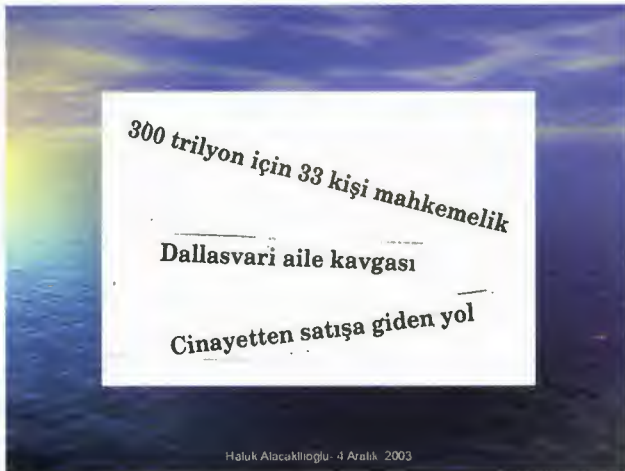 300 trilyon için 33 kişi mahkemelik
Dallasvari aile kavgası
Cinayetten satışa giden yol
Haluk Alacaklıoglu- 4 Aralık 2003